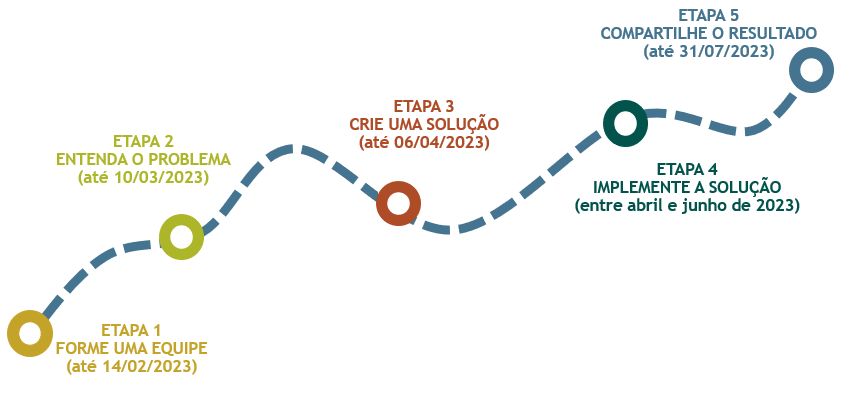 ETAPA 1
FORME UMA EQUIPE
(até 14/02/2023)
ETAPA 2
ENTENDA O PROBLEMA
(até 10/03/2023)
ETAPA 3
CRIE UMA SOLUÇÃO
(até 06/04/2023)
ETAPA 4
IMPLEMENTE A SOLUÇÃO
(entre abril e junho de 2023)
ETAPA 5
COMPARTILHE O RESULTADO
(até 31/07/2023)